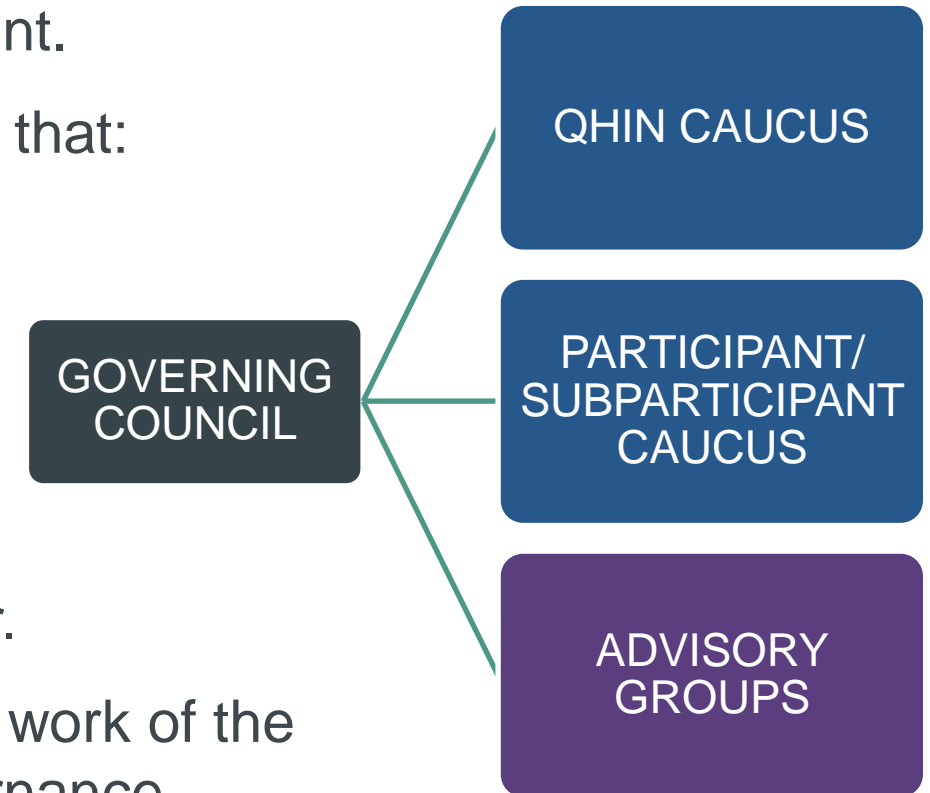 nt.
that:
r.
work of the
GOVERNING
COUNCIL
QHIN CAUCUS
PARTICIPANT/
SUBPARTICIPANT
CAUCUS
ADVISORY
GROUPS